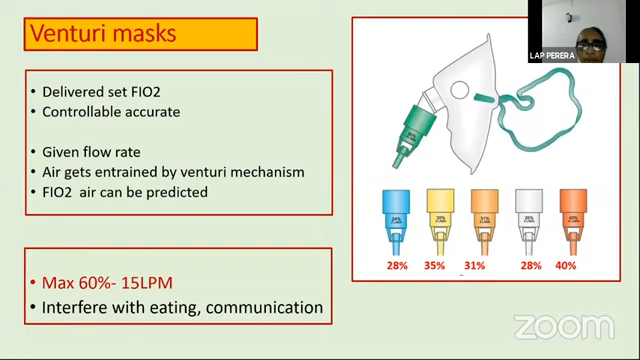 Venturi masks
LAP PERERA
• Delivered set FIO2
• Controllable accurate
• Given flow rate
• Air gets entrained by venturi mechanism
• FIO2 air can be predicted
28% 35% 31% 28% 40%
• Max 60%- 15LPM
• Interfere with eating, communication
zoom